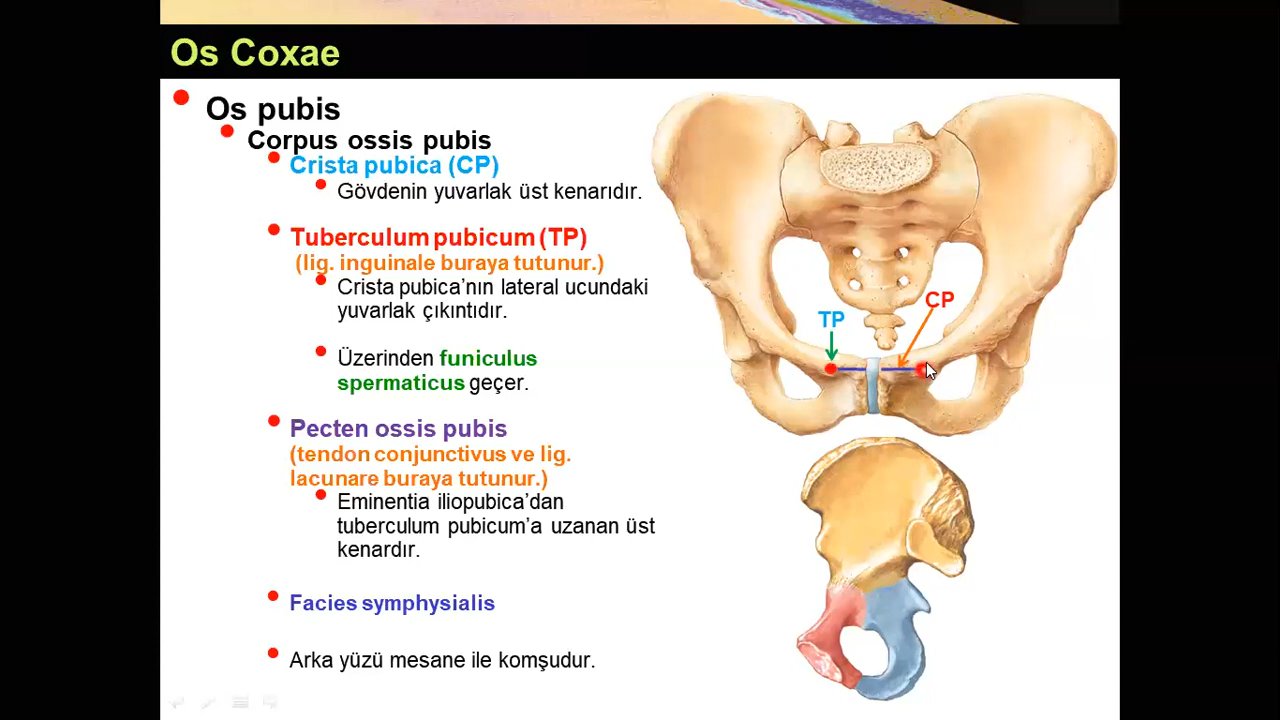 Os Coxae
Os pubis
Corpus ossis pubis
Crista pubica (CP)
Gövdenin yuvarlak üst kenarıdır.
Tuberculum pubicum (TP)
(lig. inguinale buraya tutunur.)
Crista pubica’nın lateral ucundaki
yuvarlak çıkıntıdır.
Üzerinden funiculus
spermaticus geçer.
Pecten ossis pubis
(tendon conjunctivus ve lig.
lacunare buraya tutunur.)
Eminentia iliopubica’dan
tuberculum pubicum’a uzanan üst
kenardır.
Facies symphysialis
Arka yüzü mesane ile komşudur.
CP
TP